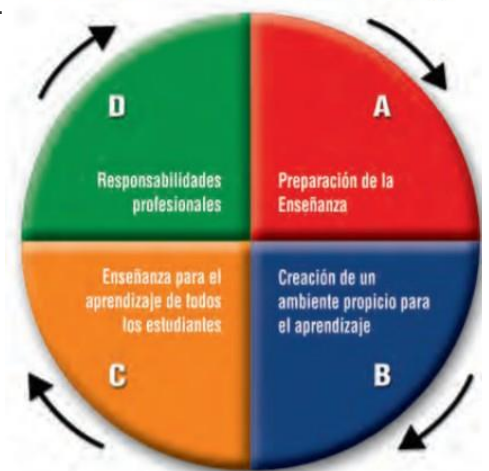 D
Responsabilidades
profesionales
A
Preparación de la
Enseñanza
Enseñanza para el
aprendizaje de todos
los estudiantes
C
Creación de un
ambiente propicio para
el aprendizaje
B